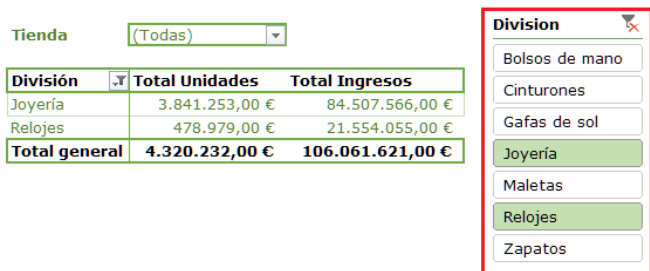 Tienda (Todas)
División Total Unidades Total Ingresos
Joyería 3.841.253,00 € 84.507.566,00 €
Relojes 478.979,00 € 21.554.055,00 €
Total general 4.320.232,00 € 106.061.621,00 €
Division
Bolsos de mano
Cinturones
Gafas de sol
Joyería
Maletas
Relojes
Zapatos